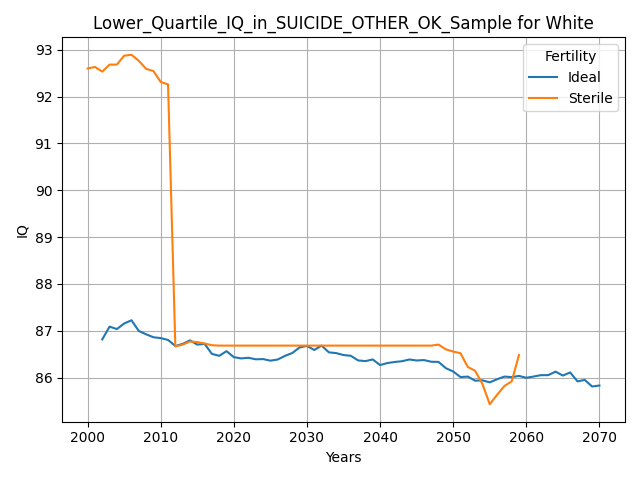 Lower_Quartile_IQ_in_SUICIDE_OTHER_OK_Sample for White
Fertility
Ideal
Sterile
IQ
93
92
91
90
89
88
87
86
2000 2010 2020 2030 2040 2050 2060 2070
Years